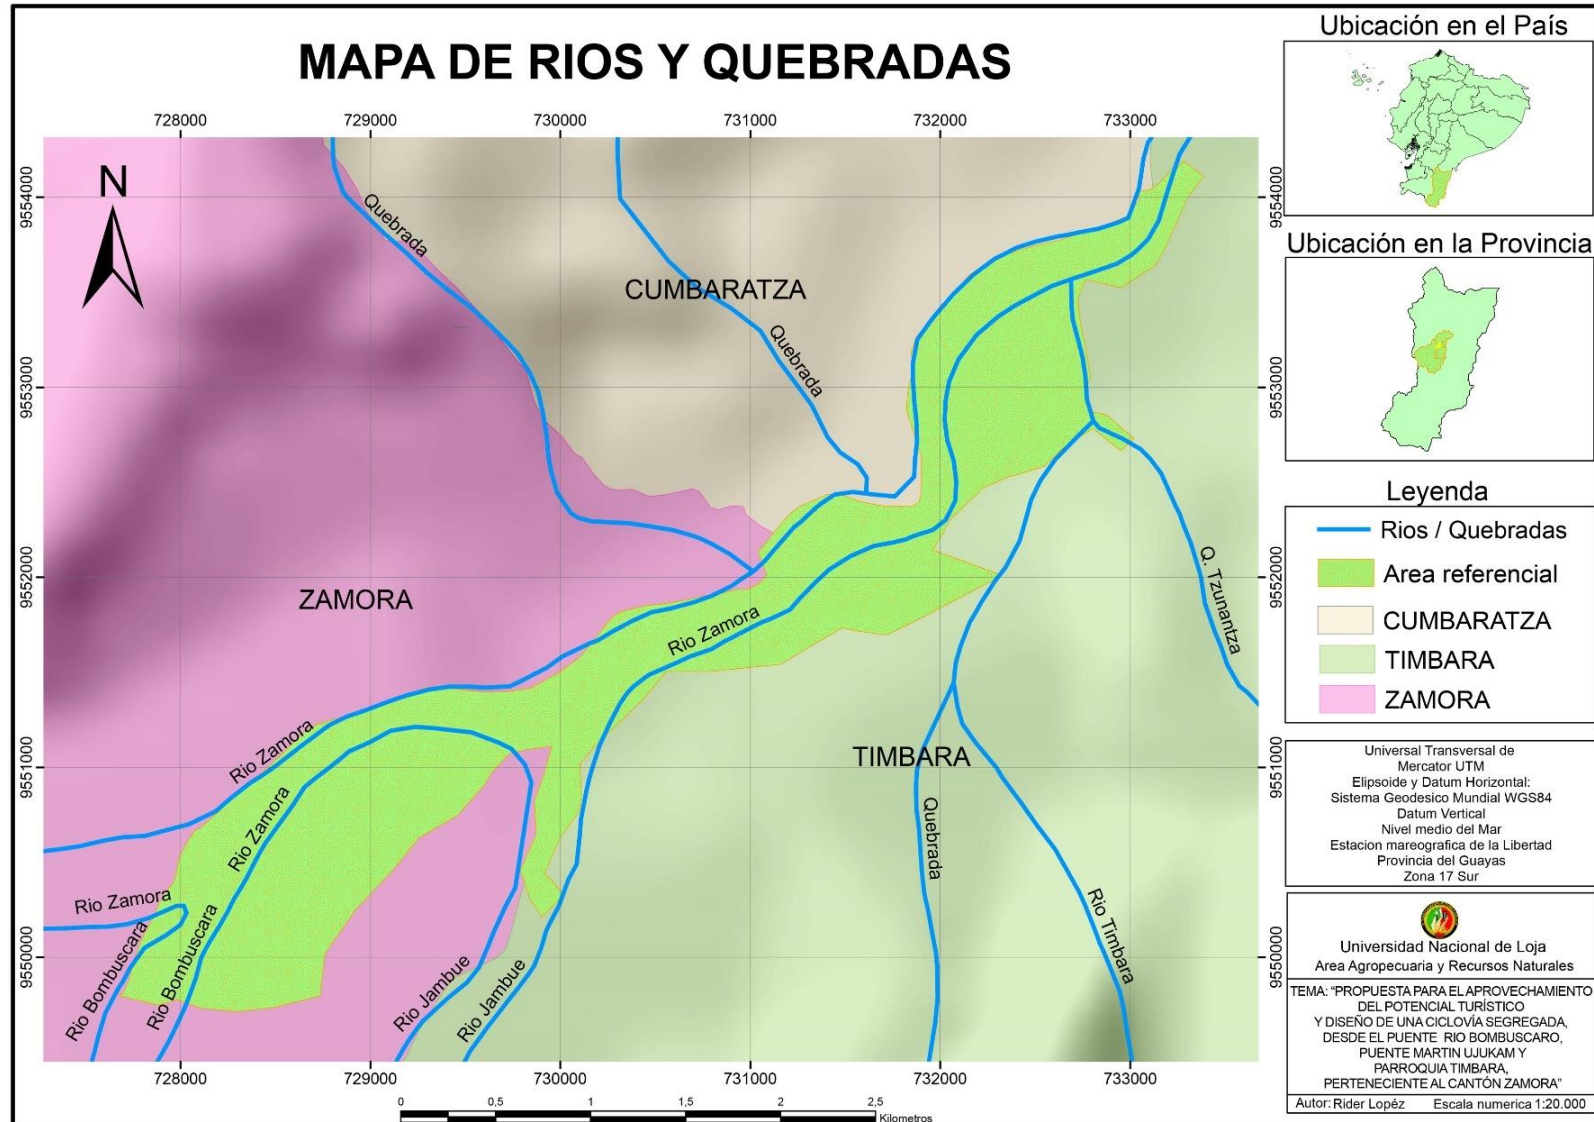 MAPA DE RIOS Y QUEBRADAS
728000
729000
730000
731000
732000
733000
9554000
9553000
9552000
9551000
9550000
9554000
9553000
9552000
9551000
9550000
N
Quebrada
CUMBARATZA
Quebrada
ZAMORA
Rio Zamora
Q. Tzunantza
Rio Zamora
TIMBARA
Rio Zamora
Quebrada
Rio Zamora
Rio Timbara
Rio Bombuscara
Rio Bombuscara
Rio Jambue
Rio Jambue
728000
729000
730000
731000
732000
733000
0 0,5 1 1,5 2 2,5
Kilometros
Ubicación en el País
Ubicación en la Provincia
Leyenda
Rios / Quebradas
Area referencial
CUMBARATZA
TIMBARA
ZAMORA
Universal Transversal de
Mercator UTM
Elipsoide y Datum Horizontal:
Sistema Geodesico Mundial WGS84
Datum Vertical
Nivel medio del Mar
Estacion mareografica de la Libertad
Provincia del Guayas
Zona 17 Sur
Universidad Nacional de Loja
Area Agropecuaria y Recursos Naturales
TEMA: "PROPUESTA PARA EL APROVECHAMIENTO
DEL POTENCIAL TURÍSTICO
Y DISEÑO DE UNA CICLOVÍA SEGREGADA,
DESDE EL PUENTE RIO BOMBUSCARO,
PUENTE MARTIN UJUKAM Y
PARROQUIA TIMBARA,
PERTENECIENTE AL CANTÓN ZAMORA"
Autor: Rider Lopéz Escala numerica 1:20.000